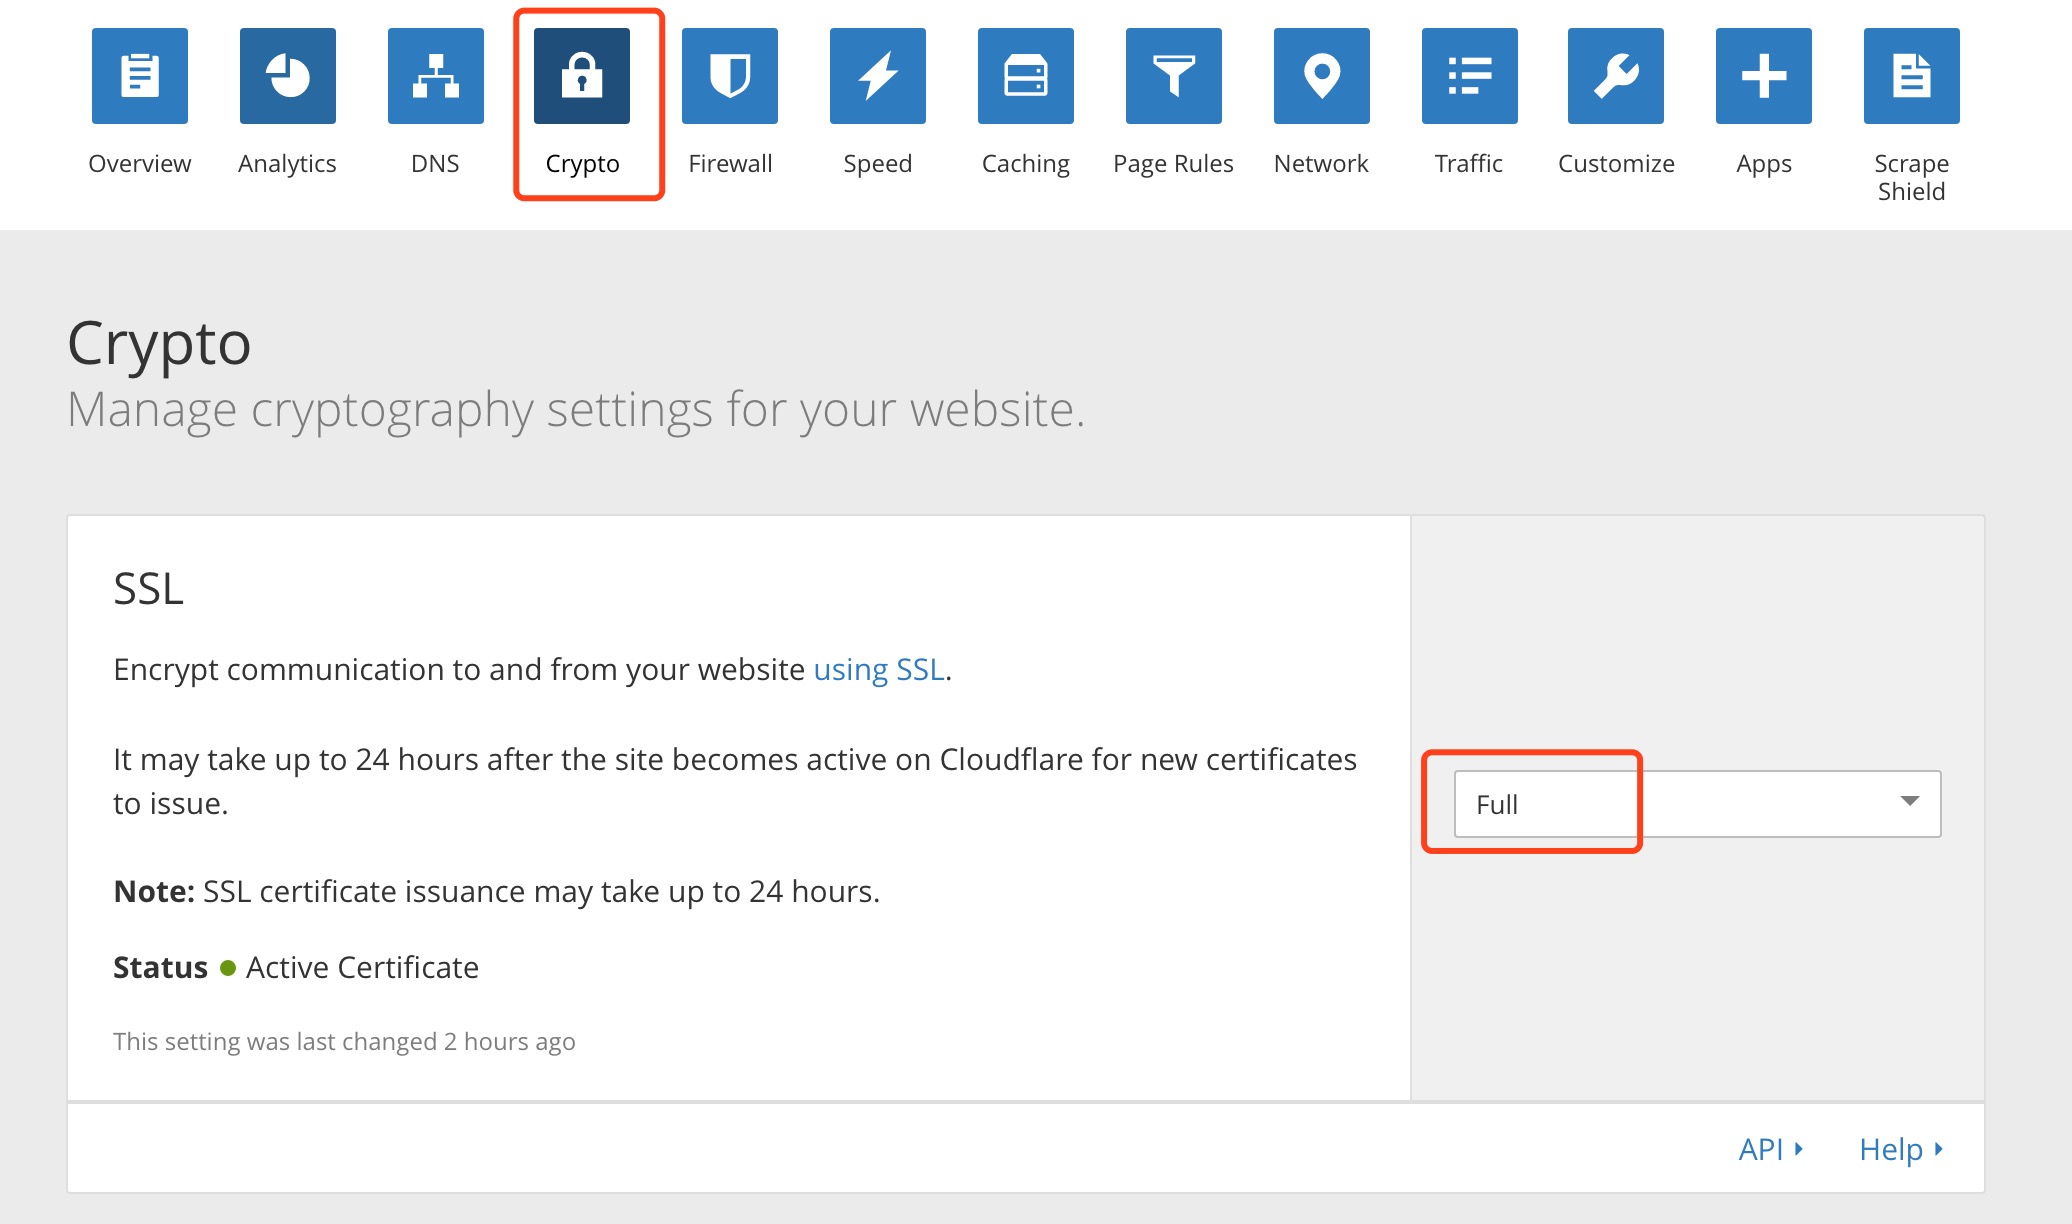 Overview Analytics DNS Crypto Firewall Speed Caching Page Rules Network Traffic Customize Apps Scrape
Shield
Crypto
Manage cryptography settings for your website.
SSL
Encrypt communication to and from your website using SSL.
It may take up to 24 hours after the site becomes active on Cloudflare for new certificates
to issue.
Full
Note: SSL certificate issuance may take up to 24 hours.
Status Active Certificate
This setting was last changed 2 hours ago
API Help